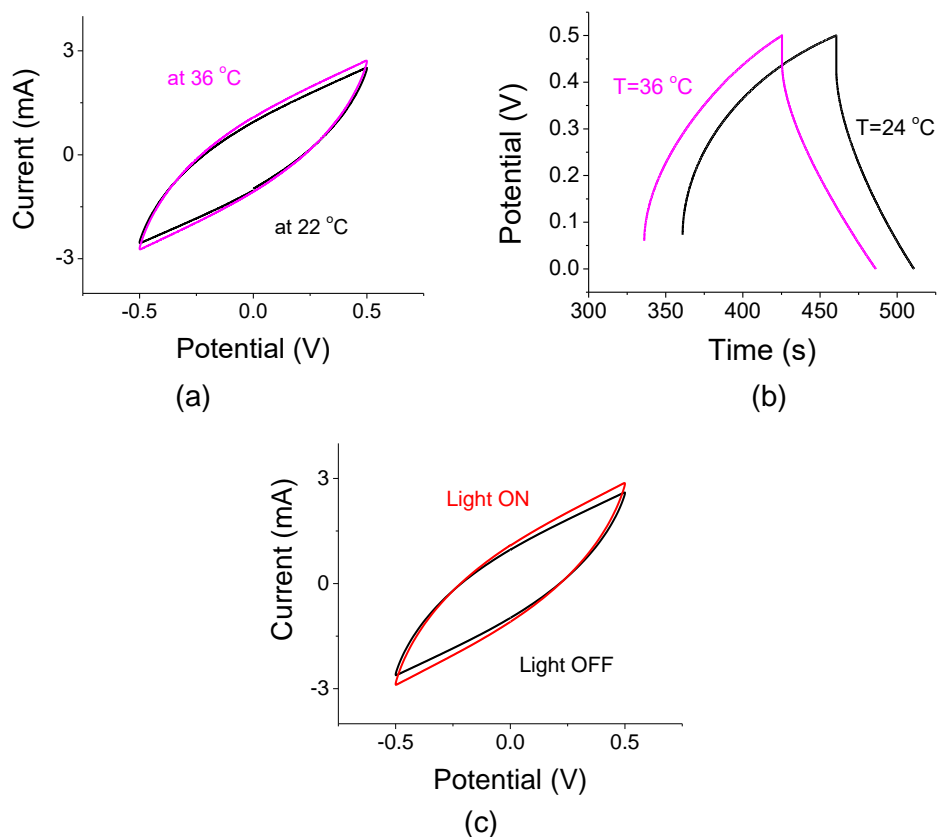 3
at 36 °C
0
at 22 °C
-3
-0.5 0.0 0.5
Current (mA)
Potential (V)
(a)
0.5
T=36 °C
0.4
T=24 °C
0.3
0.2
0.1
0.0
300 350 400 450 500
Potential (V)
Time (s)
(b)
3
Light ON
0
Light OFF
-3
-0.5 0.0 0.5
Current (mA)
Potential (V)
(c)